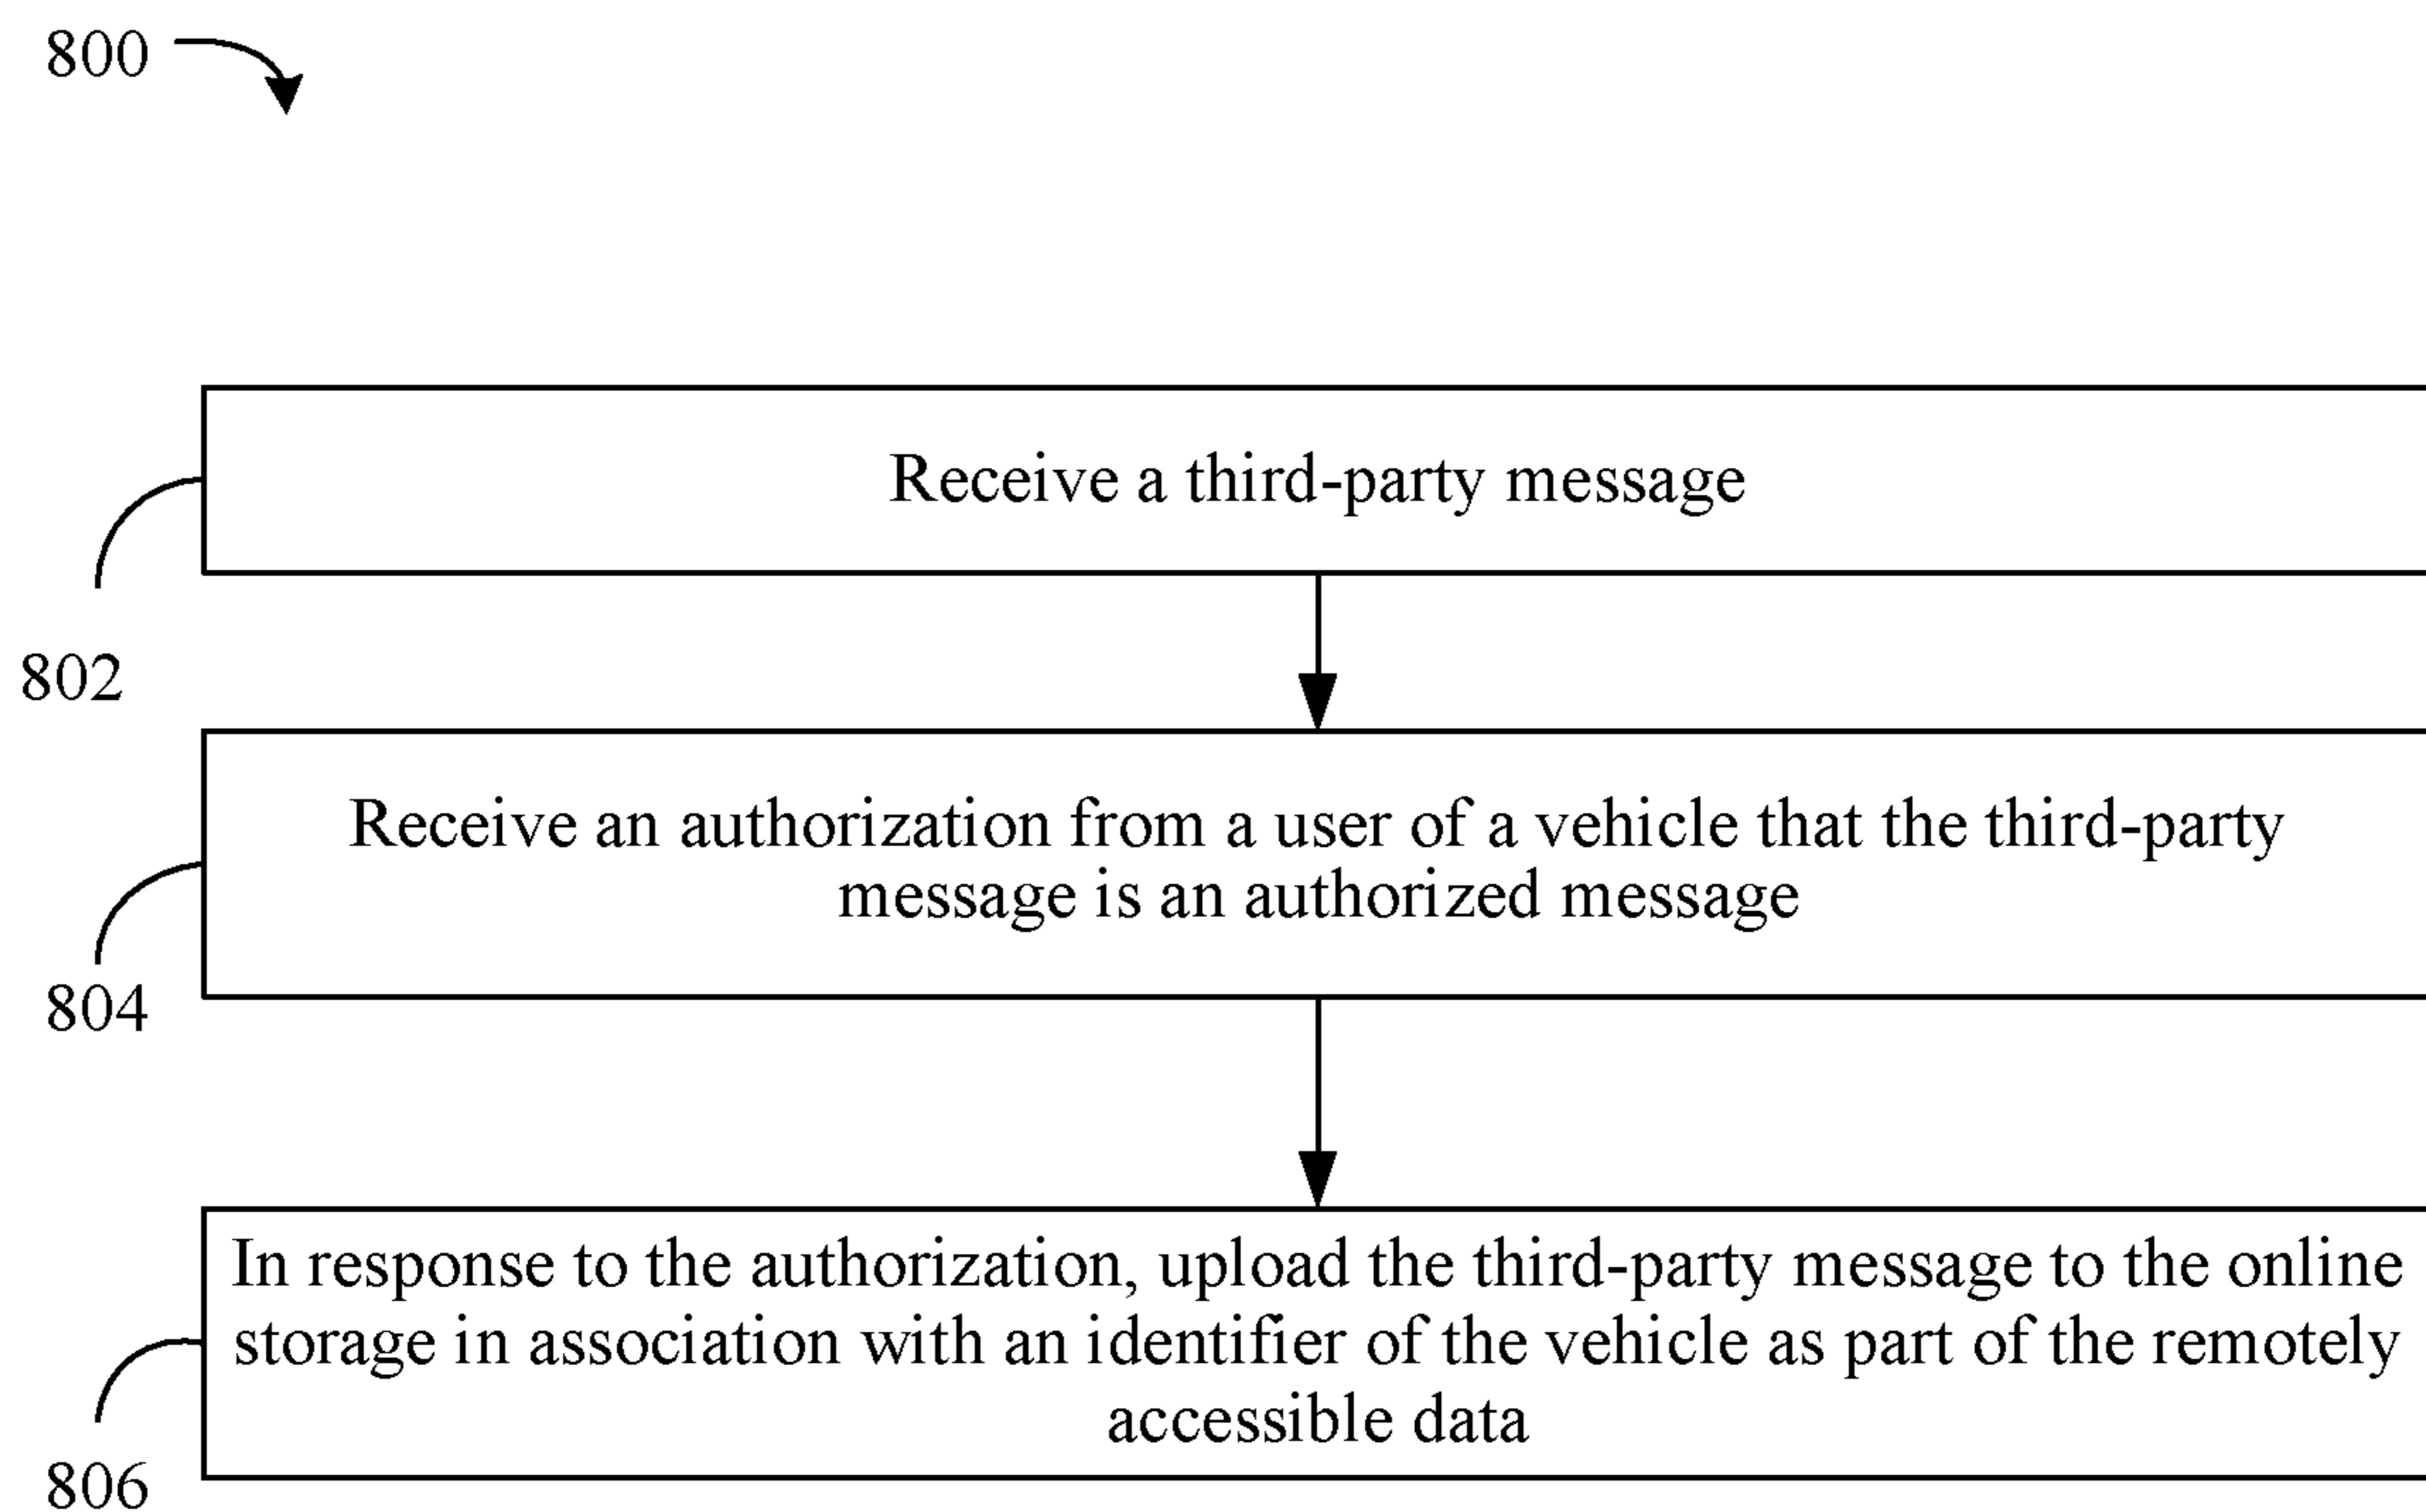 800
Receive a third-party message
802
Receive an authorization from a user of a vehicle that the third-party
message is an authorized message
804
In response to the authorization, upload the third-party message to the online
storage in association with an identifier of the vehicle as part of the remotely
accessible data
806